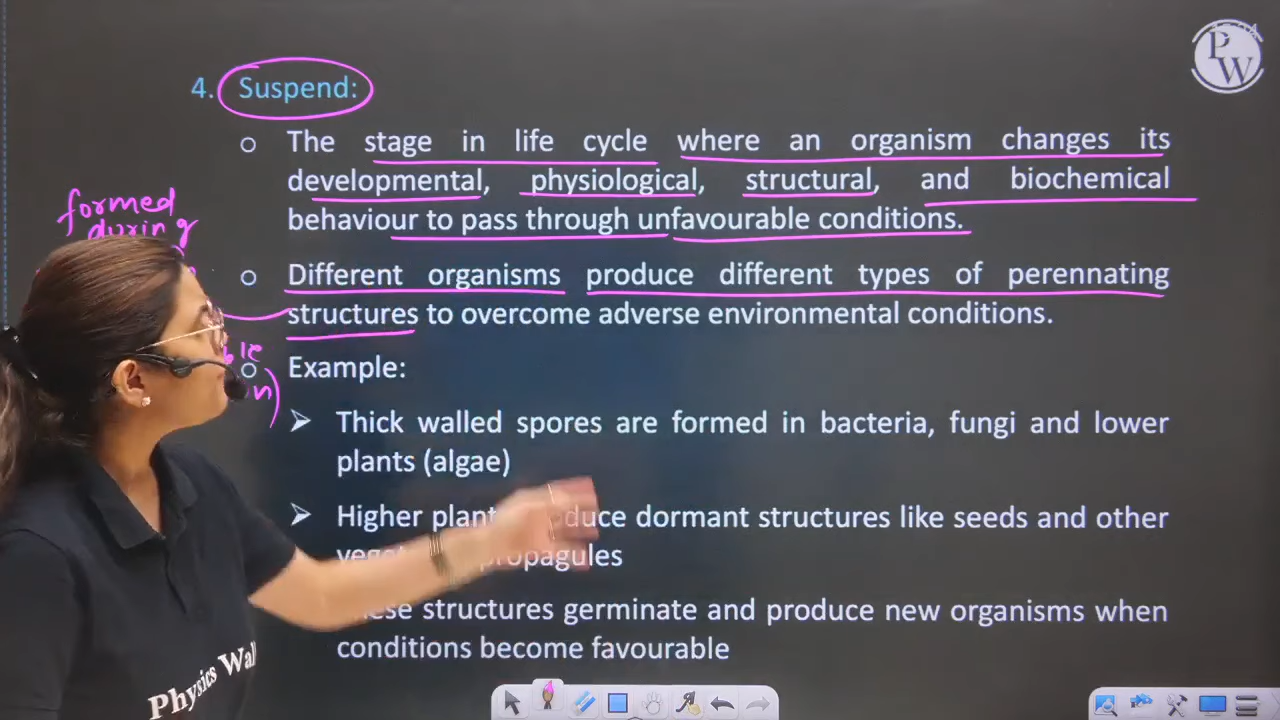 PW
4. Suspend:
The stage in life cycle where an organism changes its
developmental, physiological, structural, and biochemical
behaviour to pass through unfavourable conditions.
formed
during
Different organisms produce different types of perennating
structures to overcome adverse environmental conditions.
Example:
Thick walled spores are formed in bacteria, fungi and lower
plants (algae)
Higher duce dormant structures like seeds and other
propagules
structures germinate and produce new organisms when
conditions become favourable
Physics Wal